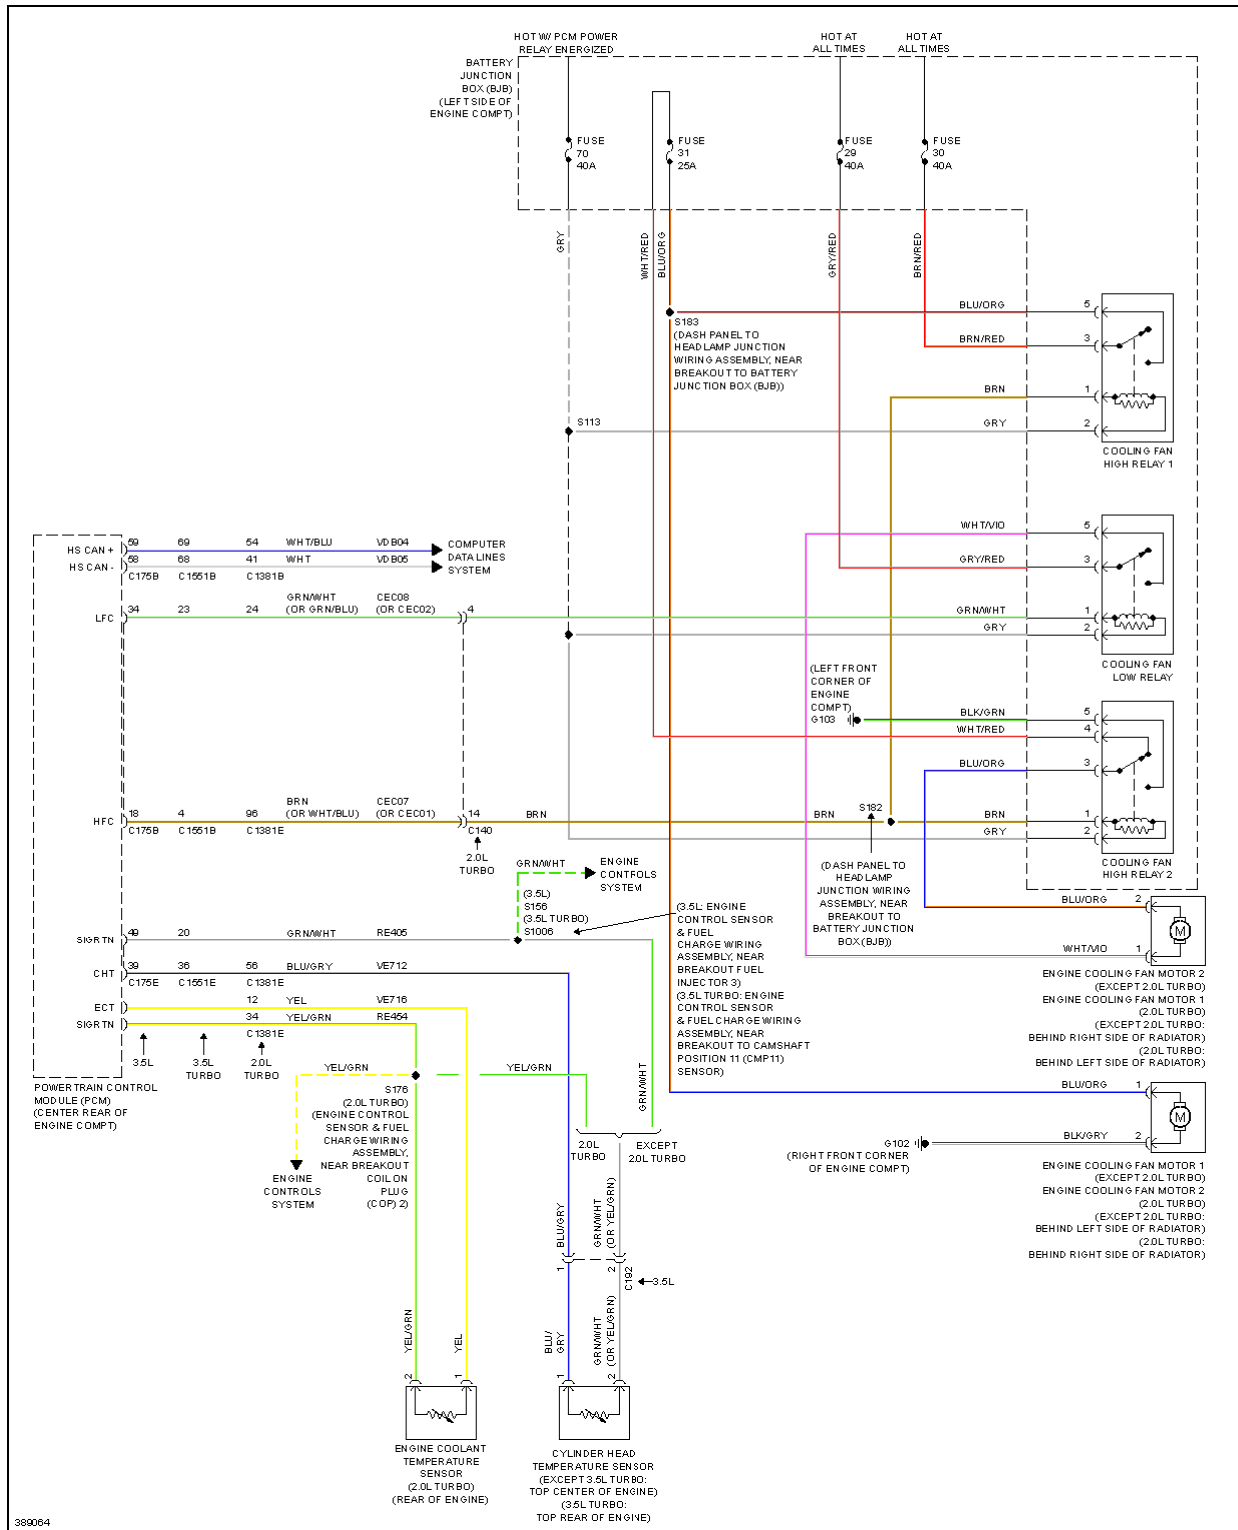 HOT W/ PCM POWER
RELAY ENERGIZED
HOT AT
ALL TIMES
HOT AT
ALL TIMES
BATTERY
JUNCTION
BOX (BJB)
(LEFT SIDE OF
ENGINE COMPT)
FUSE
70
40A
FUSE
31
25A
FUSE
29
40A
FUSE
30
40A
GRY
WHT/RED
BLU/ORG
GRY/RED
BRN/RED
S183
(DASH PANEL TO
HEADLAMP JUNCTION
WIRING ASSEMBLY, NEAR
BREAKOUT TO BATTERY
JUNCTION BOX (BJB))
BLU/ORG 5
BRN/RED 3
BRN 1
GRY 2
COOLING FAN
HIGH RELAY 1
S113
WHT/VIO 5
GRY/RED 3
GRN/WHT 1
GRY 2
COOLING FAN
LOW RELAY
HS CAN + 59 69 54 WHT/BLU VDB04
HS CAN - 58 68 41 WHT VDB05
C175B C1551B C1381B
COMPUTER
DATA LINES
SYSTEM
GRN/WHT CEC08
LFC 34 23 24 (OR GRN/BLU) (OR CEC02) 4
(LEFT FRONT
CORNER OF
ENGINE
COMPT)
G103
BLK/GRN 5
WHT/RED 4
BLU/ORG 3
BRN 1
GRY 2
COOLING FAN
HIGH RELAY 2
BRN CEC07
HFC 18 4 96 (OR WHT/BLU) (OR CEC01) 14 BRN
C175B C1551B C1381E C140
2.0L
TURBO
BRN
S182
(DASH PANEL TO
HEADLAMP
JUNCTION WIRING
ASSEMBLY, NEAR
BREAKOUT TO
BATTERY JUNCTION
BOX (BJB))
GRN/WHT
ENGINE
CONTROLS
SYSTEM
(3.5L)
S156
(3.5L TURBO)
S1006
(3.5L: ENGINE
CONTROL SENSOR
& FUEL
CHARGE WIRING
ASSEMBLY, NEAR
BREAKOUT FUEL
INJECTOR 3)
(3.5L TURBO: ENGINE
CONTROL SENSOR
& FUEL CHARGE WIRING
ASSEMBLY, NEAR
BREAKOUT TO CAMSHAFT
POSITION 11 (CMP11)
SENSOR)
SIGRTN 49 20 GRN/WHT RE405
CHT 39 36 56 BLU/GRY VE712
C175E C1551E C1381E
ECT 12 YEL VE716
SIGRTN 34 YEL/GRN RE454
C1381E
3.5L
3.5L
TURBO
2.0L
TURBO
POWERTRAIN CONTROL
MODULE (PCM)
(CENTER REAR OF
ENGINE COMPT)
YEL/GRN
YEL/GRN
S176
(2.0L TURBO)
(ENGINE CONTROL
SENSOR & FUEL
CHARGE WIRING
ASSEMBLY,
NEAR BREAKOUT
COIL ON
PLUG
(COP) 2)
ENGINE
CONTROLS
SYSTEM
GRN/WHT
2.0L
TURBO
EXCEPT
2.0L TURBO
BLU/ORG 2
WHT/VIO 1
M
ENGINE COOLING FAN MOTOR 2
(EXCEPT 2.0L TURBO)
ENGINE COOLING FAN MOTOR 1
(2.0L TURBO)
(EXCEPT 2.0L TURBO:
BEHIND RIGHT SIDE OF RADIATOR)
(2.0L TURBO:
BEHIND LEFT SIDE OF RADIATOR)
BLU/ORG 1
BLK/GRY 2
M
G102
(RIGHT FRONT CORNER
OF ENGINE COMPT)
ENGINE COOLING FAN MOTOR 1
(EXCEPT 2.0L TURBO)
ENGINE COOLING FAN MOTOR 2
(2.0L TURBO)
(EXCEPT 2.0L TURBO:
BEHIND LEFT SIDE OF RADIATOR)
(2.0L TURBO:
BEHIND RIGHT SIDE OF RADIATOR)
BLU/GRY
GRN/WHT
(OR YEL/GRN)
1
2
C192
3.5L
YEL/GRN
YEL
BLU/
GRY
GRN/WHT
(OR YEL/GRN)
2
1
1
2
ENGINE COOLANT
TEMPERATURE
SENSOR
(2.0L TURBO)
(REAR OF ENGINE)
CYLINDER HEAD
TEMPERATURE SENSOR
(EXCEPT 3.5L TURBO:
TOP CENTER OF ENGINE)
(3.5L TURBO:
TOP REAR OF ENGINE)
389064